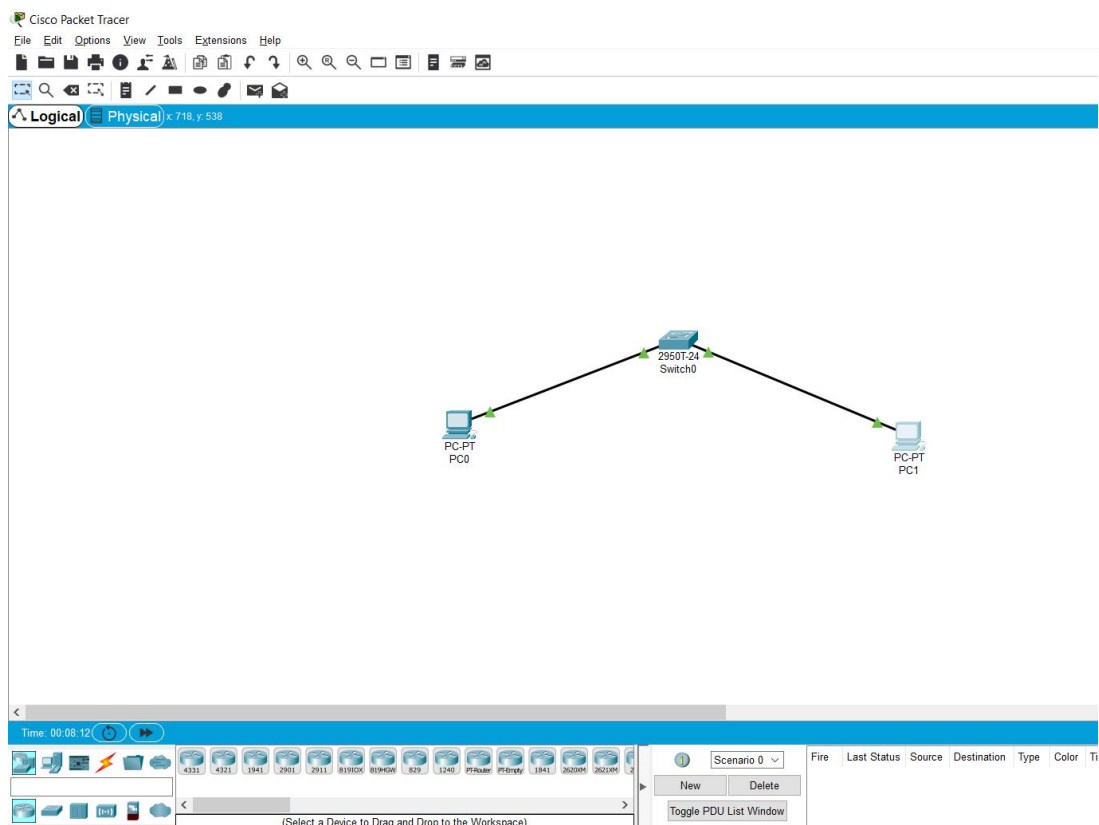 Cisco Packet Tracer
File Edit Options View Tools Extensions Help
Logical Physical x: 718, y: 538
2950T-24
Switch0
PC-PT
PC0
PC-PT
PC1
Time: 00:08:12
4331 4321 1941 2901 2911 819IOX 819HGW 829 1240 PT-Router PT-Empty 1841 2620XM 2621XM
Scenario 0
Fire Last Status Source Destination Type Color
New Delete
Toggle PDU List Window
(Select a Device to Drag and Drop to the Workspace)